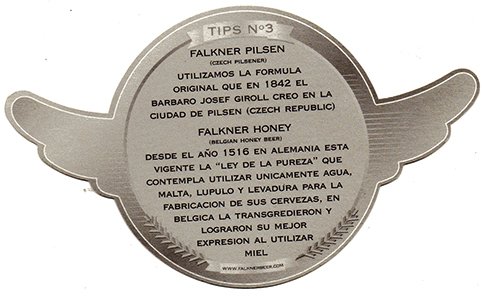 TIPS Nº3
FALKNER PILSEN
(CZECH PILSENER)
UTILIZAMOS LA FORMULA
ORIGINAL QUE EN 1842 EL
BARBARO JOSEF GIROLL CREO EN LA
CIUDAD DE PILSEN (CZECH REPUBLIC)
FALKNER HONEY
(BELGIAN HONEY BEER)
DESDE EL AÑO 1516 EN ALEMANIA ESTA
VIGENTE LA "LEY DE LA PUREZA" QUE
CONTEMPLA UTILIZAR UNICAMENTE AGUA,
MALTA, LUPULO Y LEVADURA PARA LA
FABRICACION DE SUS CERVEZAS, EN
BELGICA LA TRANSGREDIERON Y
LOGRARON SU MEJOR
EXPRESION AL UTILIZAR
MIEL
WWW.FALKNERBEER.COM